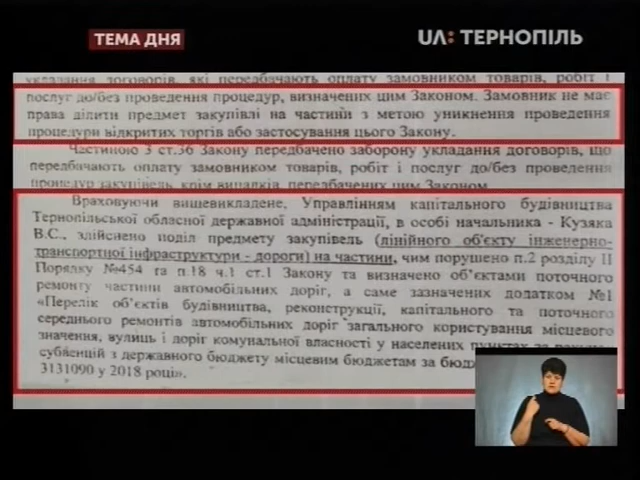 ТЕМА ДНЯ
UA: ТЕРНОПІЛЬ
укладання договорів, які передбачають оплату замовником товарів, робіт і
послуг до/без проведення процедур, визначених цим Законом. Замовник не має
права ділити предмет закупівлі на частини з метою уникнення проведення
процедури відкритих торгів або застосування цього Закону.
Частиною 3 ст.36 Закону передбачено заборону укладання договорів, що
передбачають оплату замовником товарів, робіт і послуг до/без проведення
процедур закупівель, крім випадків, передбачених цим Законом.
Враховуючи вишевикладене, Управлінням капітального будівництва
Тернопільської обласної державної адміністрації, в особі начальника - Кузяка
В.С., здійснено поділ предмету закупівель (лінійного об'єкту інженерно-
транспортної інфраструктури - дороги) на частини, чим порушено п.2 розділу ІІ
Порядку №454 та п.18 ч.1 ст.1 Закону та визначено об'єктами поточного
ремонту частини автомобільних доріг, а саме зазначених додатком №1
«Перелік об'єктів будівництва, реконструкції, капітального та поточного
середнього ремонтів автомобільних доріг загального користування місцевого
значення, вулиць і доріг комунальної власності у населених пунктах за
субвенцій з державного бюджету місцевим бюджетам за
3131090 у 2018 році».